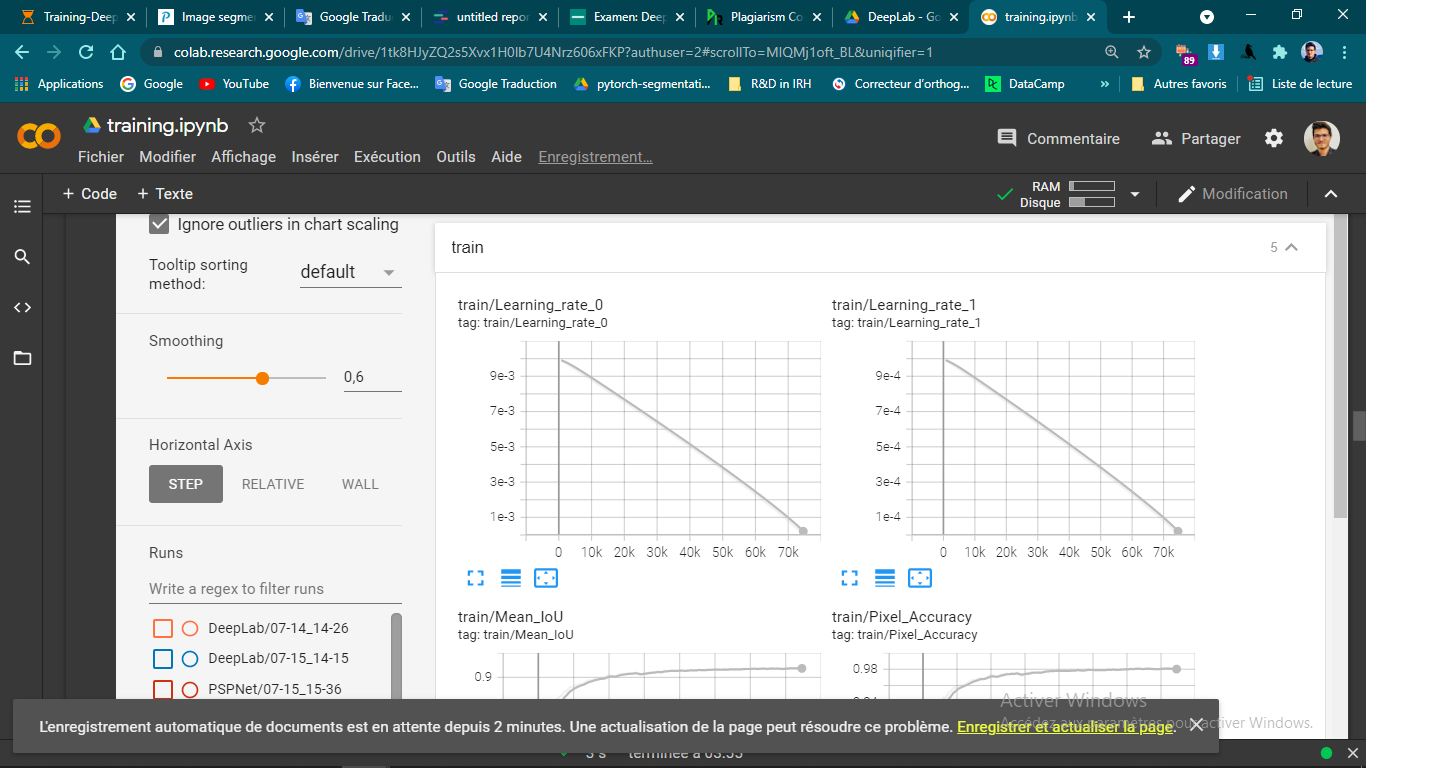 Training-Deep
Image segme
Google Tradu
untitled repor
Examen: Deep
Plagiarism Co
DeepLab - Go
training.ipynb
colab.research.google.com/drive/1tk8HJyZQ2s5Xvx1H0lb7U4Nrz606xFKP?authuser=2#scrollTo=MIQMj1oft_BL&uniqifier=1
89
Applications
Google
YouTube
Bienvenue sur Face...
Google Traduction
pytorch-segmentati...
R&D in IRH
Correcteur d'orthog...
DataCamp
»
Autres favoris
Liste de lecture
training.ipynb
Commentaire
Partager
Fichier Modifier Affichage Insérer Exécution Outils Aide Enregistrement…
+ Code + Texte
RAM
Disque
Modification
Ignore outliers in chart scaling
Tooltip sorting
method:
default
Smoothing
0,6
Horizontal Axis
STEP RELATIVE WALL
Runs
Write a regex to filter runs
DeepLab/07-14_14-26
DeepLab/07-15_14-15
PSPNet/07-15_15-36
train
5
train/Learning_rate_0
tag: train/Learning_rate_0
9e-3
7e-3
5e-3
3e-3
1e-3
0 10k 20k 30k 40k 50k 60k 70k
train/Learning_rate_1
tag: train/Learning_rate_1
9e-4
7e-4
5e-4
3e-4
1e-4
0 10k 20k 30k 40k 50k 60k 70k
train/Mean_IoU
tag: train/Mean_IoU
0.9
train/Pixel_Accuracy
tag: train/Pixel_Accuracy
0.98
Activer Windows
Accédez aux paramètres pour activer Windows.
L'enregistrement automatique de documents est en attente depuis 2 minutes. Une actualisation de la page peut résoudre ce problème. Enregistrer et actualiser la page.
3 s terminée à 03:53